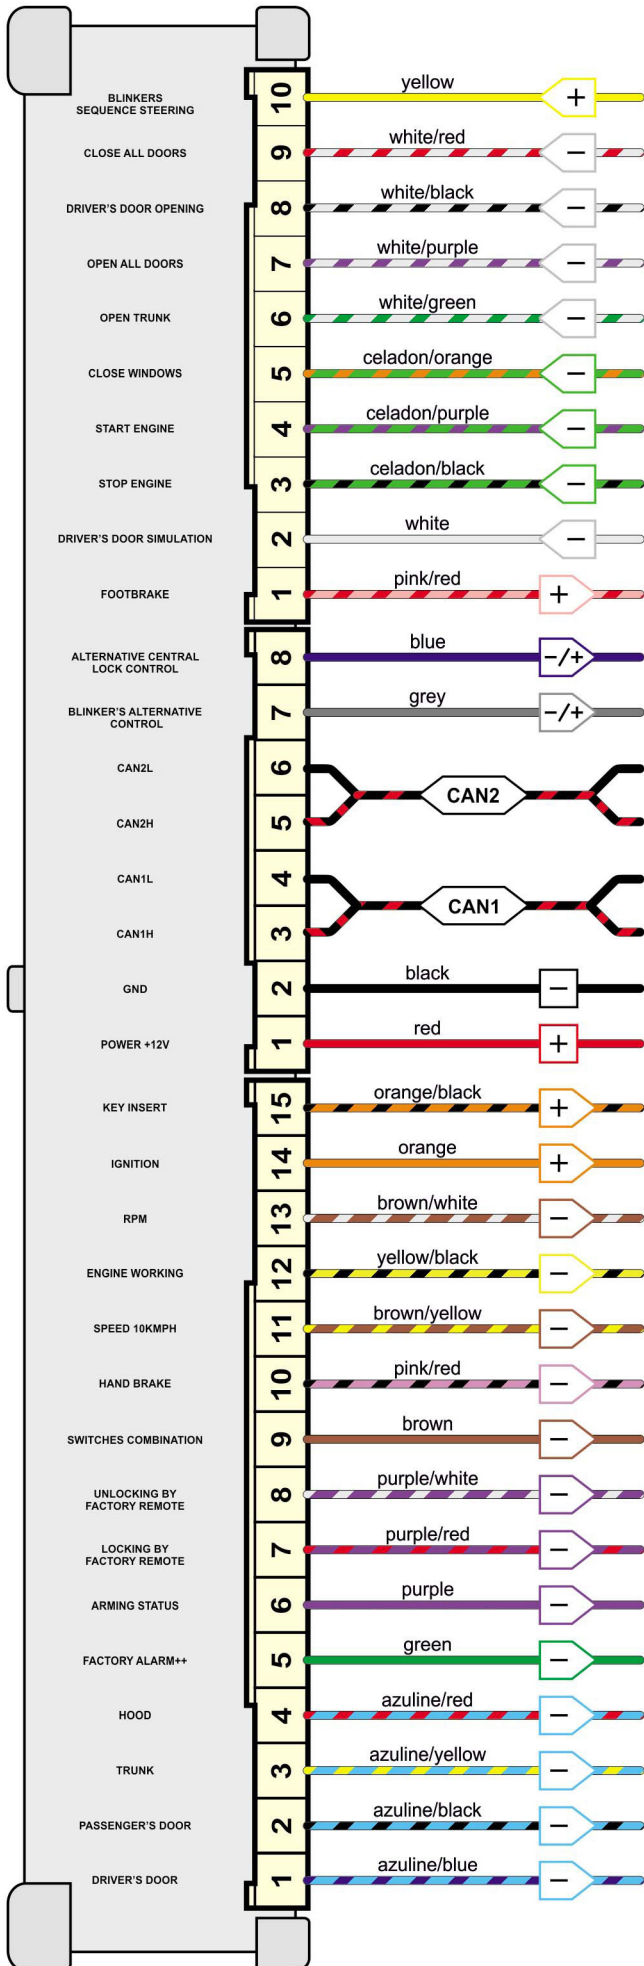 BLINKERS
SEQUENCE STEERING
10
yellow
+
CLOSE ALL DOORS
9
white/red
−
DRIVER'S DOOR OPENING
8
white/black
−
OPEN ALL DOORS
7
white/purple
−
OPEN TRUNK
6
white/green
−
CLOSE WINDOWS
5
celadon/orange
−
START ENGINE
4
celadon/purple
−
STOP ENGINE
3
celadon/black
−
DRIVER'S DOOR SIMULATION
2
white
−
FOOTBRAKE
1
pink/red
+
ALTERNATIVE CENTRAL
LOCK CONTROL
8
blue
−/+
BLINKER'S ALTERNATIVE
CONTROL
7
grey
−/+
CAN2L
6
CAN2
CAN2H
5
CAN1L
4
CAN1
CAN1H
3
GND
2
black
−
POWER +12V
1
red
+
KEY INSERT
15
orange/black
+
IGNITION
14
orange
+
RPM
13
brown/white
−
ENGINE WORKING
12
yellow/black
−
SPEED 10KMPH
11
brown/yellow
−
HAND BRAKE
10
pink/red
−
SWITCHES COMBINATION
9
brown
−
UNLOCKING BY
FACTORY REMOTE
8
purple/white
−
LOCKING BY
FACTORY REMOTE
7
purple/red
−
ARMING STATUS
6
purple
−
FACTORY ALARM++
5
green
−
HOOD
4
azuline/red
−
TRUNK
3
azuline/yellow
−
PASSENGER'S DOOR
2
azuline/black
−
DRIVER'S DOOR
1
azuline/blue
−